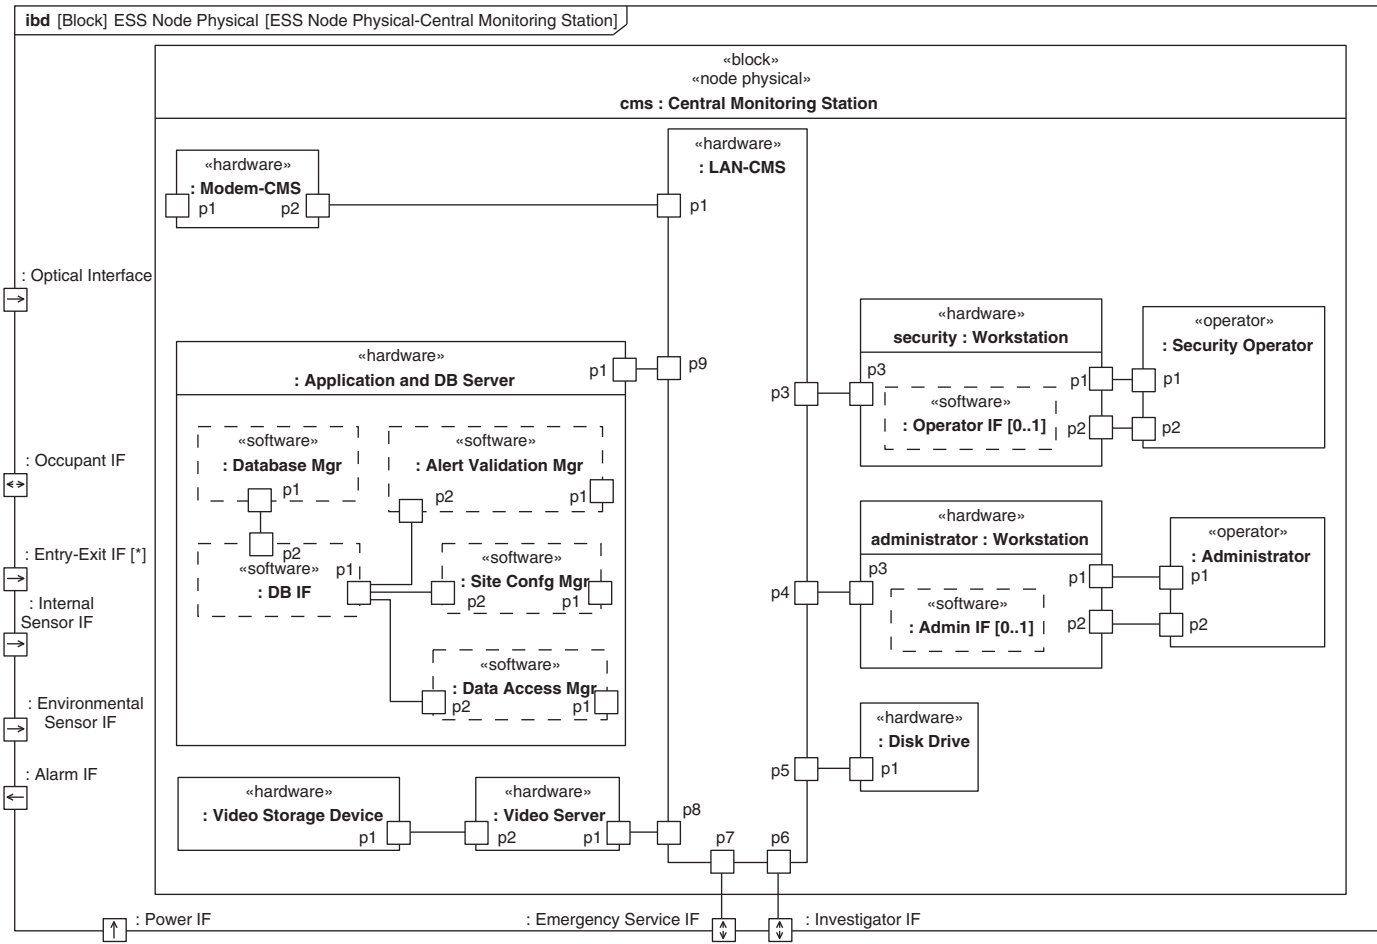 ibd [Block] ESS Node Physical [ESS Node Physical-Central Monitoring Station]
«block»
«node physical»
cms : Central Monitoring Station
«hardware»
: Modem-CMS
p1
p2
«hardware»
: LAN-CMS
p1
: Optical Interface
«hardware»
: Application and DB Server
p1
p9
«software»
: Database Mgr
p1
«software»
: Alert Validation Mgr
p2
p1
p2
«software»
: DB IF
p1
«software»
: Site Confg Mgr
p2
p1
«software»
: Data Access Mgr
p2
p1
p3
«hardware»
security : Workstation
p3
«software»
: Operator IF [0..1]
p1
p2
«operator»
: Security Operator
p1
p2
: Occupant IF
: Entry-Exit IF [*]
: Internal
Sensor IF
: Environmental
Sensor IF
: Alarm IF
p4
«hardware»
administrator : Workstation
p3
«software»
: Admin IF [0..1]
p1
p2
«operator»
: Administrator
p1
p2
p5
«hardware»
: Disk Drive
p1
«hardware»
: Video Storage Device
p1
«hardware»
: Video Server
p2
p1
p8
p7
p6
: Power IF
: Emergency Service IF
: Investigator IF